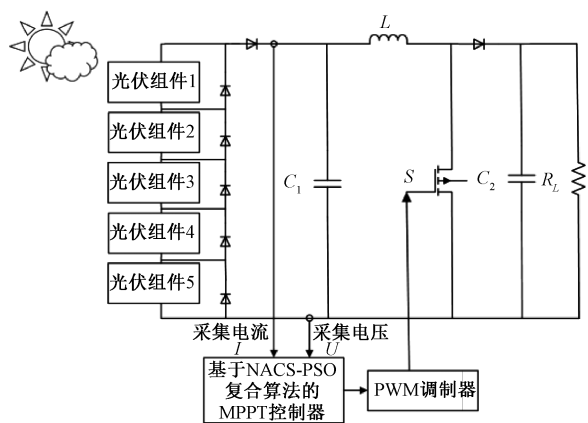 L
光伏组件1
光伏组件2
光伏组件3
光伏组件4
光伏组件5
C1
S
C2
RL
采集电流
I
采集电压
U
基于NACS-PSO
复合算法的
MPPT控制器
PWM调制器